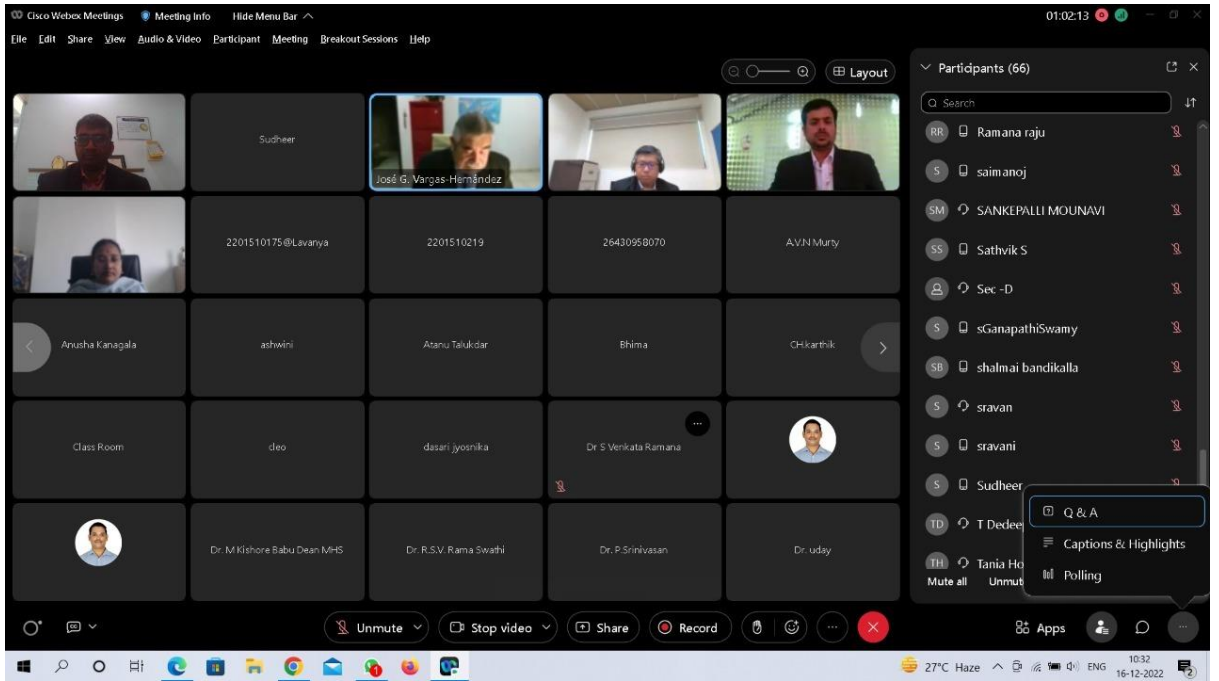 Cisco Webex Meetings Meeting Info Hide Menu Bar 01:02:13
File Edit Share View Audio & Video Participant Meeting Breakout Sessions Help
Layout
Participants (66)
Search
Sudheer
José G. Vargas-Hernández
2201510175@Lavanya
2201510219
26430958070
A.V.N Murty
Anusha Kanagala
ashwini
Atanu Talukdar
Bhima
CH.karthik
Class Room
cleo
dasari jyosnika
Dr S Venkata Ramana
Dr. M Kishore Babu Dean MHS
Dr. R.S.V. Rama Swathi
Dr. P.Srinivasan
Dr. uday
RR Ramana raju
S saimanoj
SM SANKEPALLI MOUNAVI
SS Sathvik S
Sec -D
S sGanapathiSwamy
SB shalmai bandikalla
S sravan
S sravani
S Sudheer
TD T Dedee
TH Tania Ho
Mute all Unmut
Q & A
Captions & Highlights
Polling
CC Unmute Stop video Share Record Apps
27°C Haze ENG 10:32
16-12-2022 2